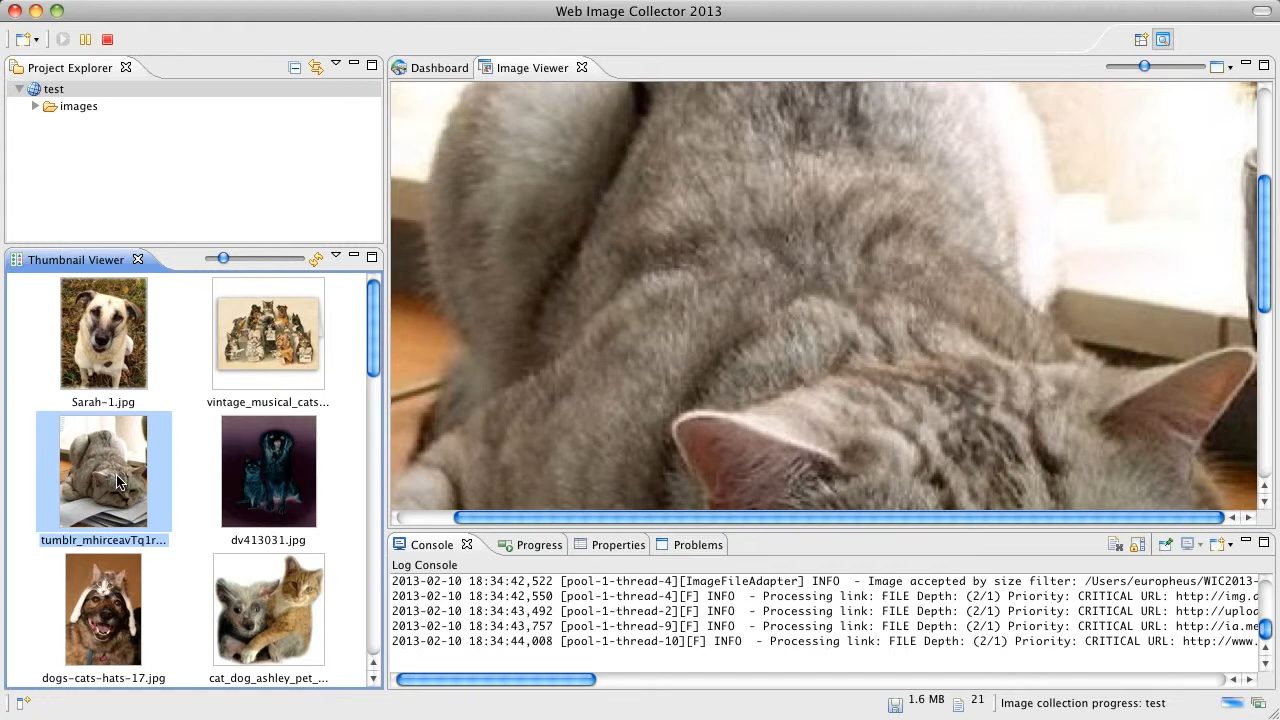 Web Image Collector 2013
Project Explorer
Dashboard
Image Viewer
test
images
Thumbnail Viewer
Sarah-1.jpg
vintage_musical_cats...
tumblr_mhirceavTq1r...
dv413031.jpg
dogs-cats-hats-17.jpg
cat_dog_ashley_pet_...
Console
Progress
Properties
Problems
Log Console
2013-02-10 18:34:42,522 [pool-1-thread-4][ImageFileAdapter] INFO - Image accepted by size filter: /Users/europheus/WIC2013-
2013-02-10 18:34:42,550 [pool-1-thread-4][F] INFO - Processing link: FILE Depth: (2/1) Priority: CRITICAL URL: http://img.
2013-02-10 18:34:43,492 [pool-1-thread-2][F] INFO - Processing link: FILE Depth: (2/1) Priority: CRITICAL URL: http://uploa
2013-02-10 18:34:43,757 [pool-1-thread-9][F] INFO - Processing link: FILE Depth: (2/1) Priority: CRITICAL URL: http://ia.me
2013-02-10 18:34:44,008 [pool-1-thread-10][F] INFO - Processing link: FILE Depth: (2/1) Priority: CRITICAL URL: http://www.
1.6 MB
21
Image collection progress: test